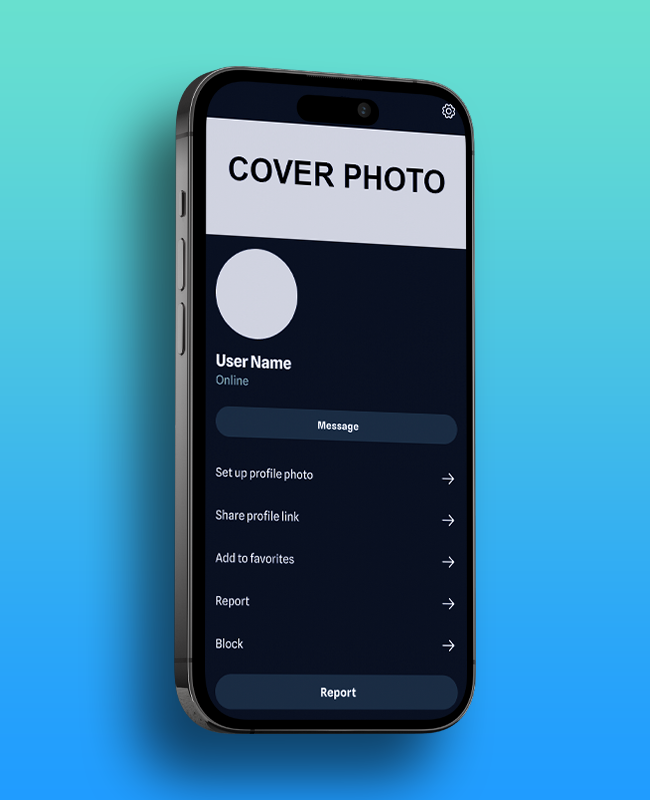 COVER PHOTO
User Name
Online
Message
Set up profile photo
Share profile link
Add to favorites
Report
Block
Report